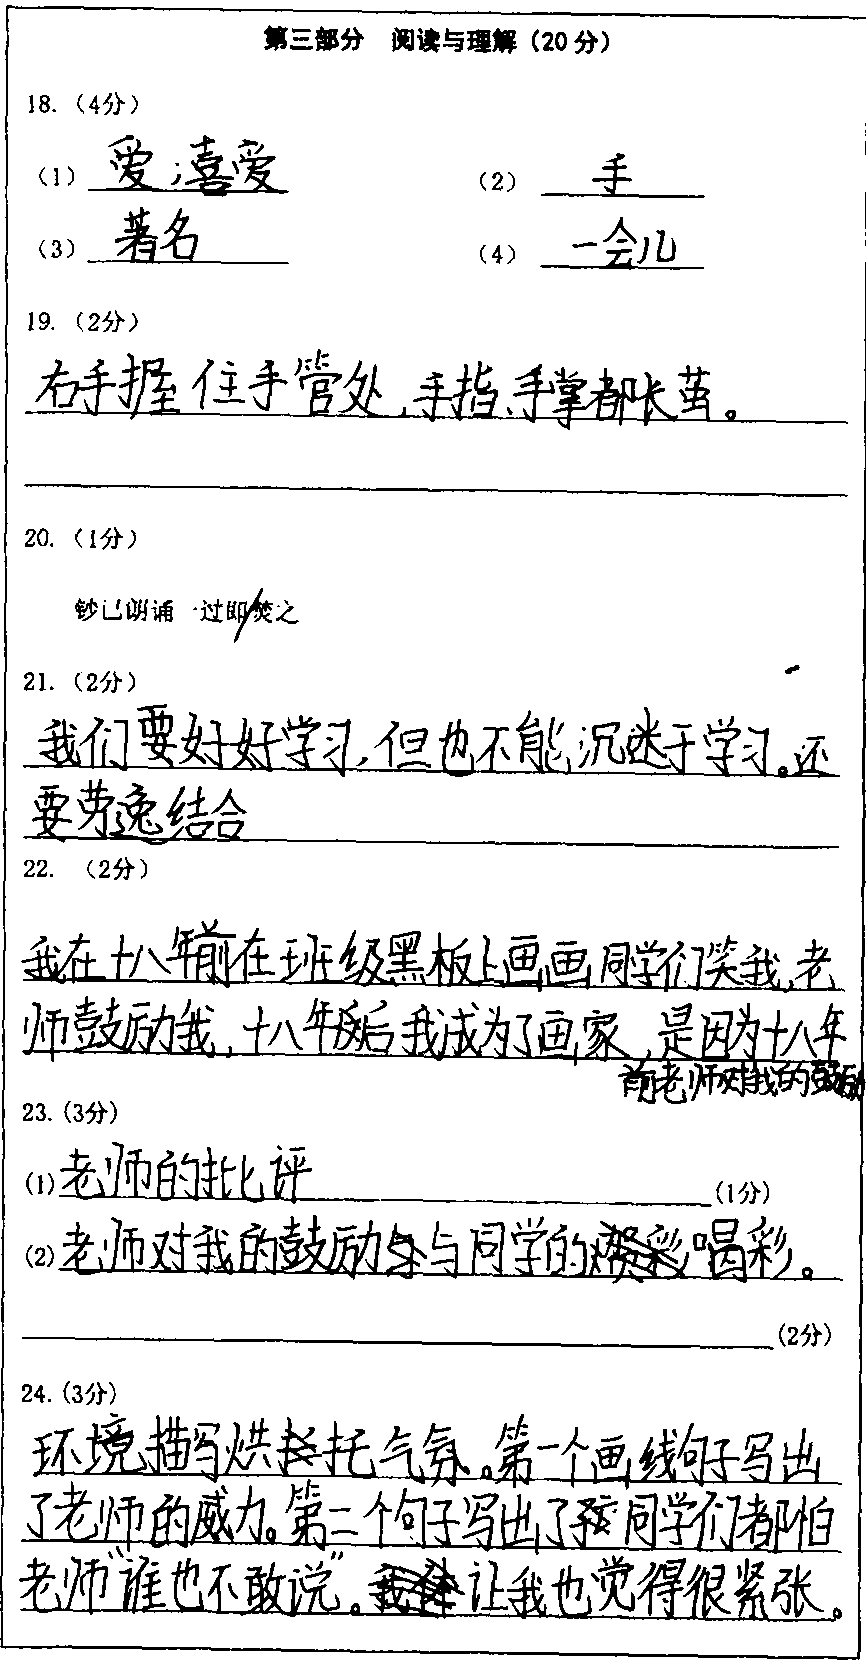 第三部分 阅读与理解（20分）
18.（4分）
（1） 爱；喜爱 （2） 手
（3） 著名 （4） 一会儿
19.（2分）
右手握住手管处，手指、手掌都长茧。
20.（1分）
钞已朗诵一过即/焚之
21.（2分）
我们要好好学习，但也不能沉迷于学习。还
要劳逸结合
22. （2分）
我在十八年前在班级黑板上画画同学们笑我，老
师鼓励我，十八年后我成为了画家，是因为十八年
前老师对我的鼓励
23.(3分)
(1)老师的批评 (1分)
(2)老师对我的鼓励与同学的喝彩。
(2分)
24.(3分)
环境描写烘托气氛。第一个画线句子写出
了老师的威力。第二个句子写出了同学们都怕
老师“谁也不敢说”。让我也觉得很紧张。